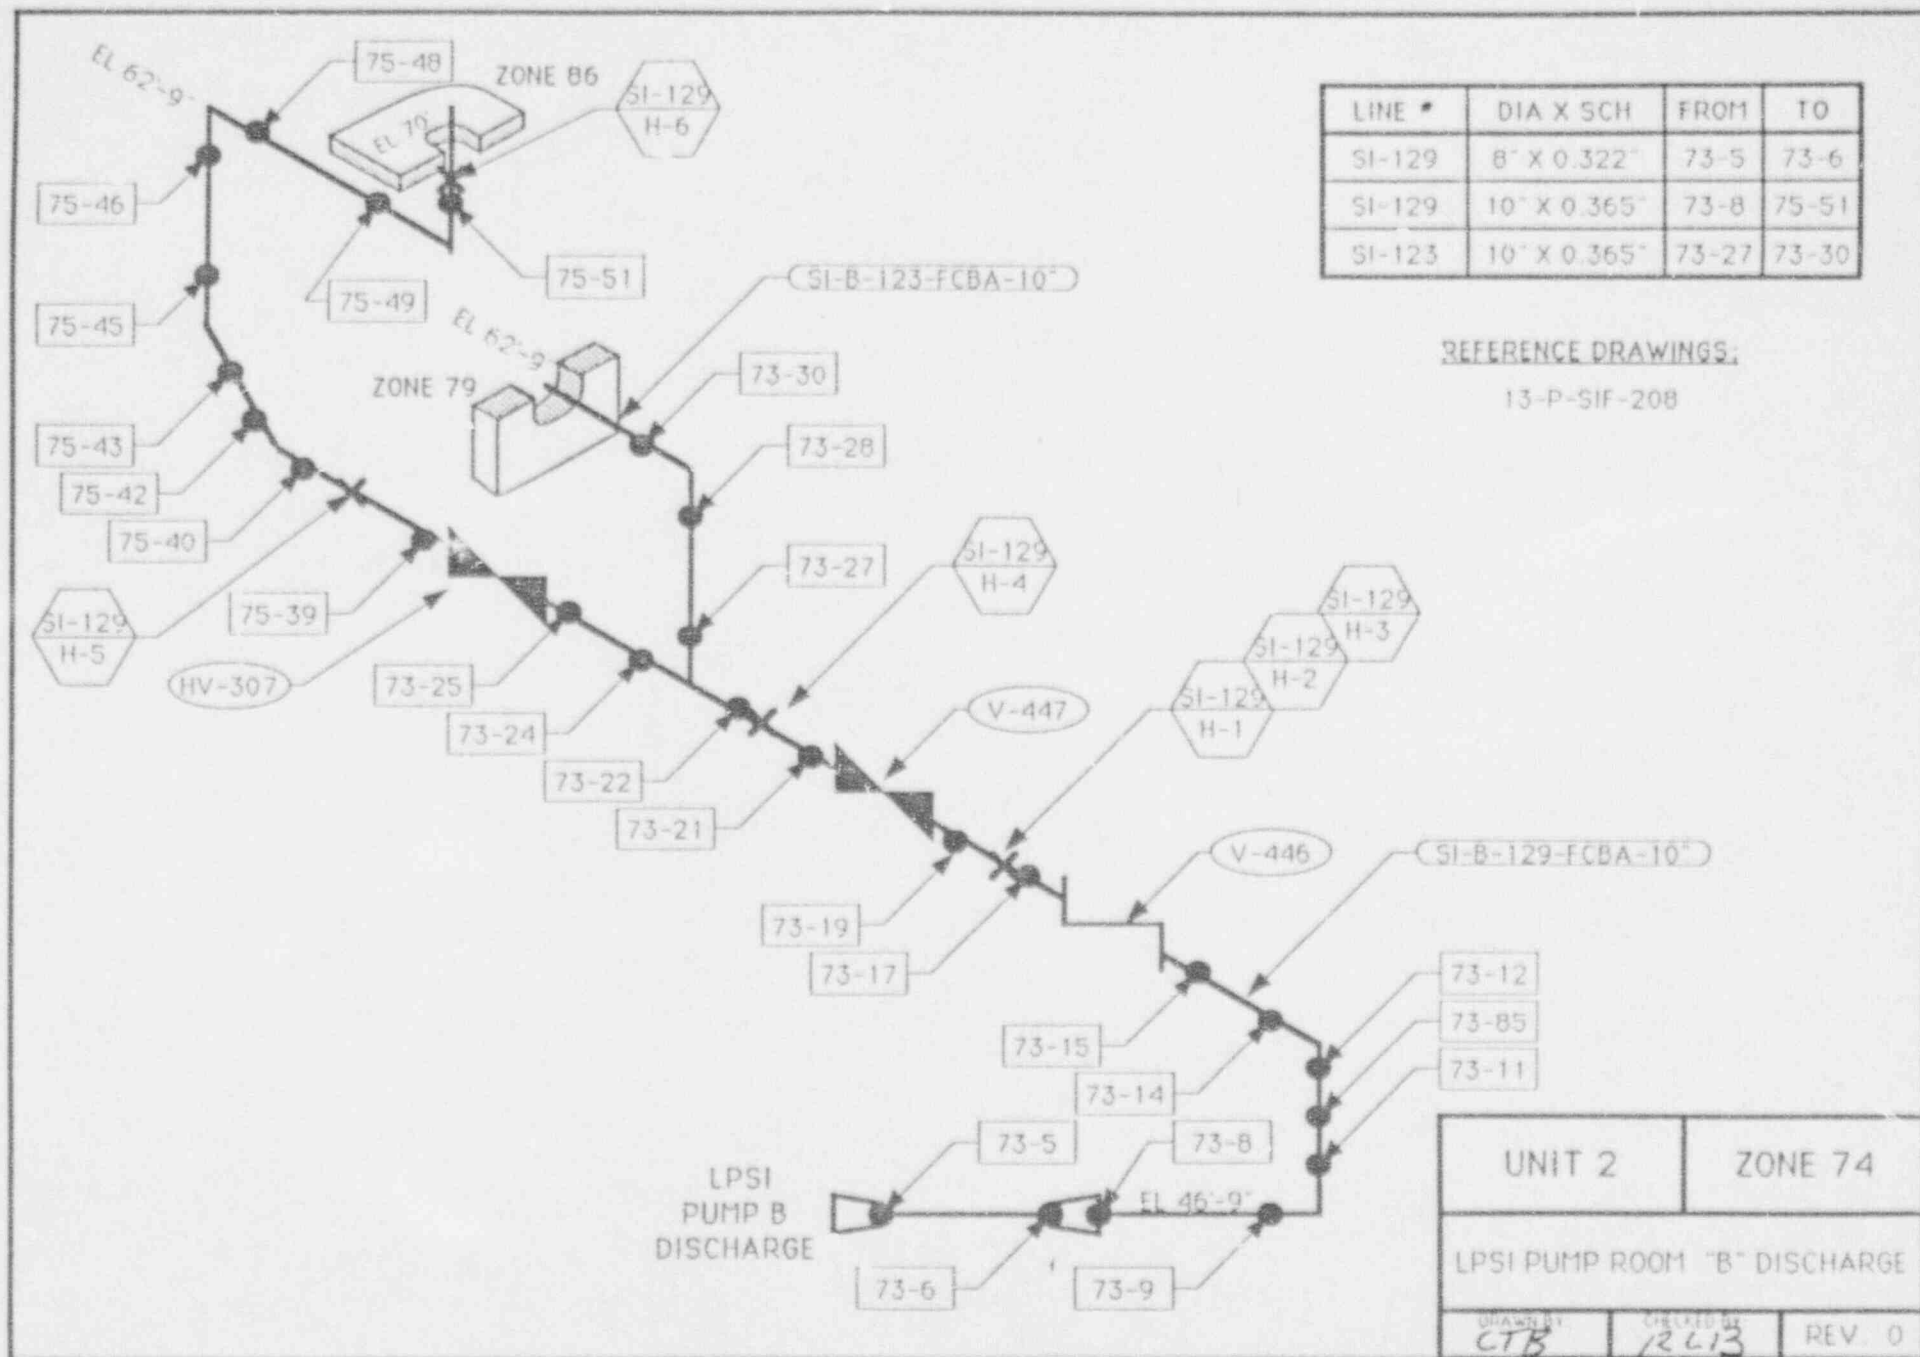 EL 62'-9"
75-48
ZONE 86
EL 70'
SI-129
H-6
75-46
75-45
75-49
75-51
SI-B-123-FCBA-10"
EL 62'-9"
ZONE 79
73-30
75-43
73-28
75-42
75-40
73-27
SI-129
H-4
SI-129
H-5
75-39
HV-307
73-25
73-24
73-22
73-21
V-447
SI-129
H-3
SI-129
H-2
SI-129
H-1
V-446
SI-B-129-FCBA-10"
73-19
73-17
73-15
73-14
73-12
73-85
73-11
73-5
73-8
LPSI
PUMP B
DISCHARGE
EL 46'-9"
73-6
73-9
LINE # DIA X SCH FROM TO
SI-129 8" X 0.322" 73-5 73-6
SI-129 10" X 0.365" 73-8 75-51
SI-123 10" X 0.365" 73-27 73-30
REFERENCE DRAWINGS:
13-P-SIF-208
UNIT 2 ZONE 74
LPSI PUMP ROOM "B" DISCHARGE
DRAWN BY: CHECKED BY:
CTB RLB REV. 0